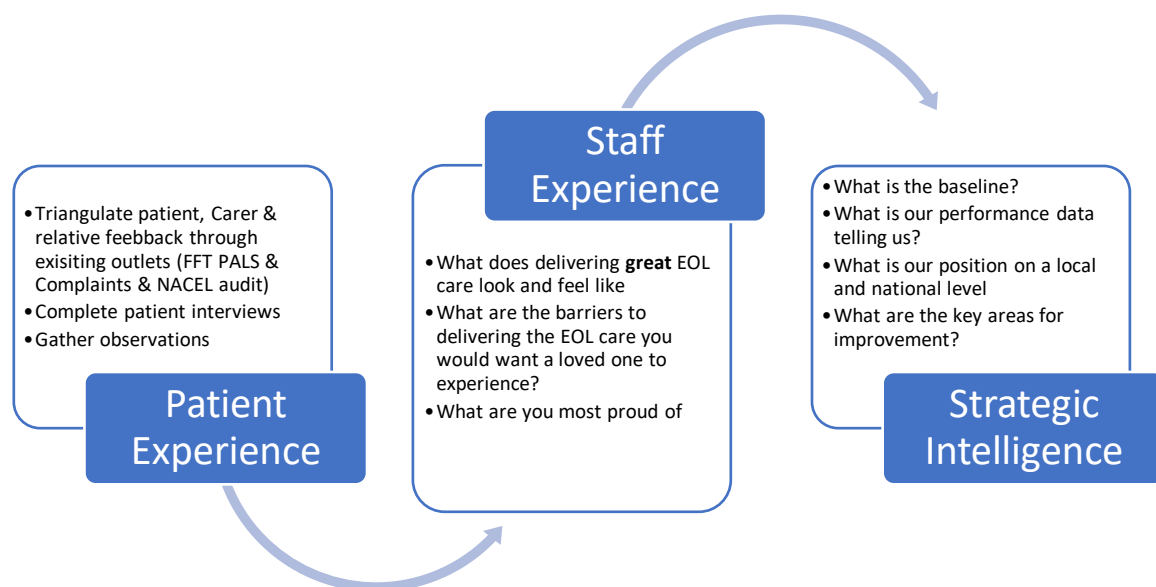 •Triangulate patient, Carer &
relative feebback through
exisiting outlets (FFT PALS &
Complaints & NACEL audit)
•Complete patient interviews
•Gather observations
Patient
Experience
Staff
Experience
•What does delivering great EOL
care look and feel like
•What are the barriers to
delivering the EOL care you
would want a loved one to
experience?
•What are you most proud of
•What is the baseline?
•What is our performance data
telling us?
•What is our position on a local
and national level
•What are the key areas for
improvement?
Strategic
Intelligence